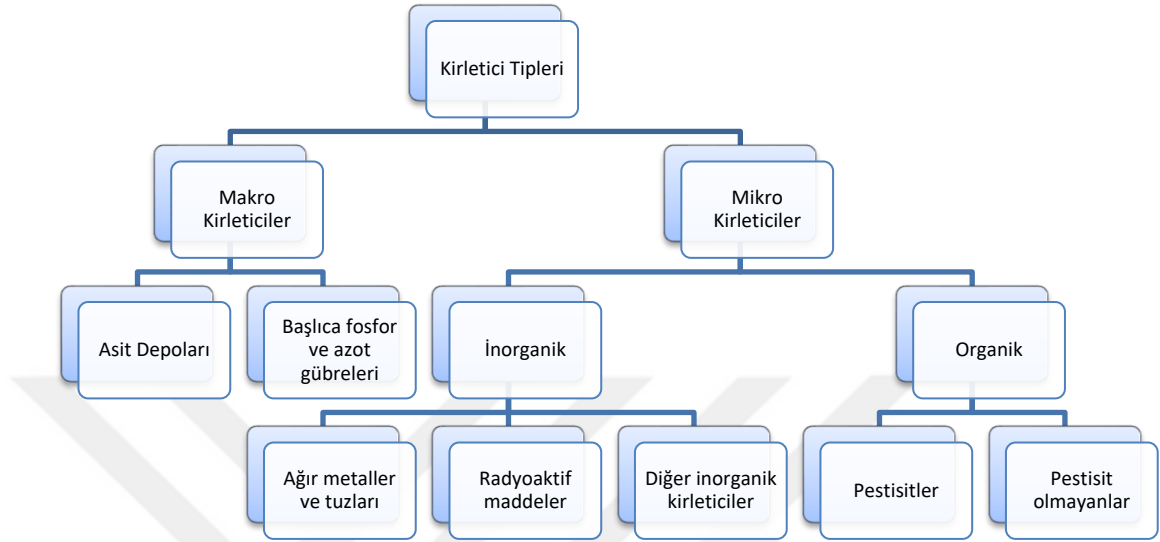 Kirletici Tipleri
Makro
Kirleticiler
Mikro
Kirleticiler
Asit Depoları
Başlıca fosfor
ve azot
gübreleri
İnorganik
Organik
Ağır metaller
ve tuzları
Radyoaktif
maddeler
Diğer inorganik
kirleticiler
Pestisitler
Pestisit
olmayanlar